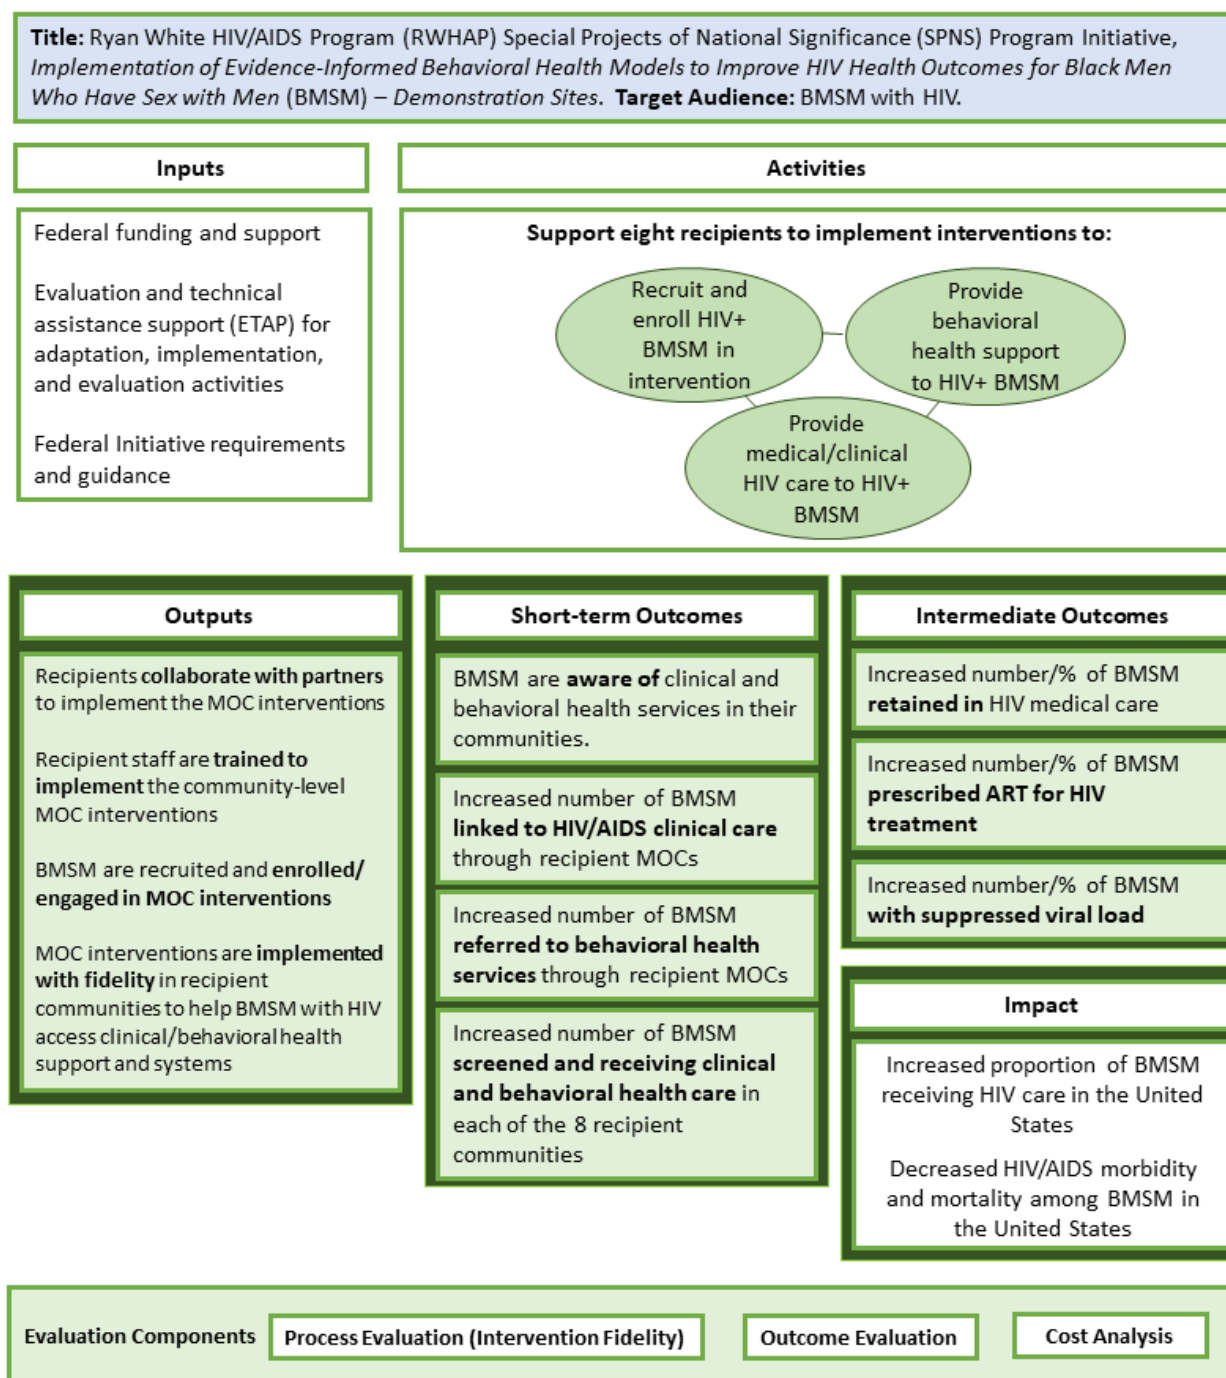 Title: Ryan White HIV/AIDS Program (RWHAP) Special Projects of National Significance (SPNS) Program Initiative,
Implementation of Evidence-Informed Behavioral Health Models to Improve HIV Health Outcomes for Black Men
Who Have Sex with Men (BMSM) – Demonstration Sites. Target Audience: BMSM with HIV.
Inputs
Federal funding and support
Evaluation and technical
assistance support (ETAP) for
adaptation, implementation,
and evaluation activities
Federal Initiative requirements
and guidance
Activities
Support eight recipients to implement interventions to:
Recruit and
enroll HIV+
BMSM in
intervention
Provide
behavioral
health support
to HIV+ BMSM
Provide
medical/clinical
HIV care to HIV+
BMSM
Outputs
Recipients collaborate with partners
to implement the MOC interventions
Recipient staff are trained to
implement the community-level
MOC interventions
BMSM are recruited and enrolled/
engaged in MOC interventions
MOC interventions are implemented
with fidelity in recipient
communities to help BMSM with HIV
access clinical/behavioral health
support and systems
Short-term Outcomes
BMSM are aware of clinical and
behavioral health services in their
communities.
Increased number of BMSM
linked to HIV/AIDS clinical care
through recipient MOCs
Increased number of BMSM
referred to behavioral health
services through recipient MOCs
Increased number of BMSM
screened and receiving clinical
and behavioral health care in
each of the 8 recipient
communities
Intermediate Outcomes
Increased number/% of BMSM
retained in HIV medical care
Increased number/% of BMSM
prescribed ART for HIV
treatment
Increased number/% of BMSM
with suppressed viral load
Impact
Increased proportion of BMSM
receiving HIV care in the United
States
Decreased HIV/AIDS morbidity
and mortality among BMSM in
the United States
Evaluation Components
Process Evaluation (Intervention Fidelity)
Outcome Evaluation
Cost Analysis